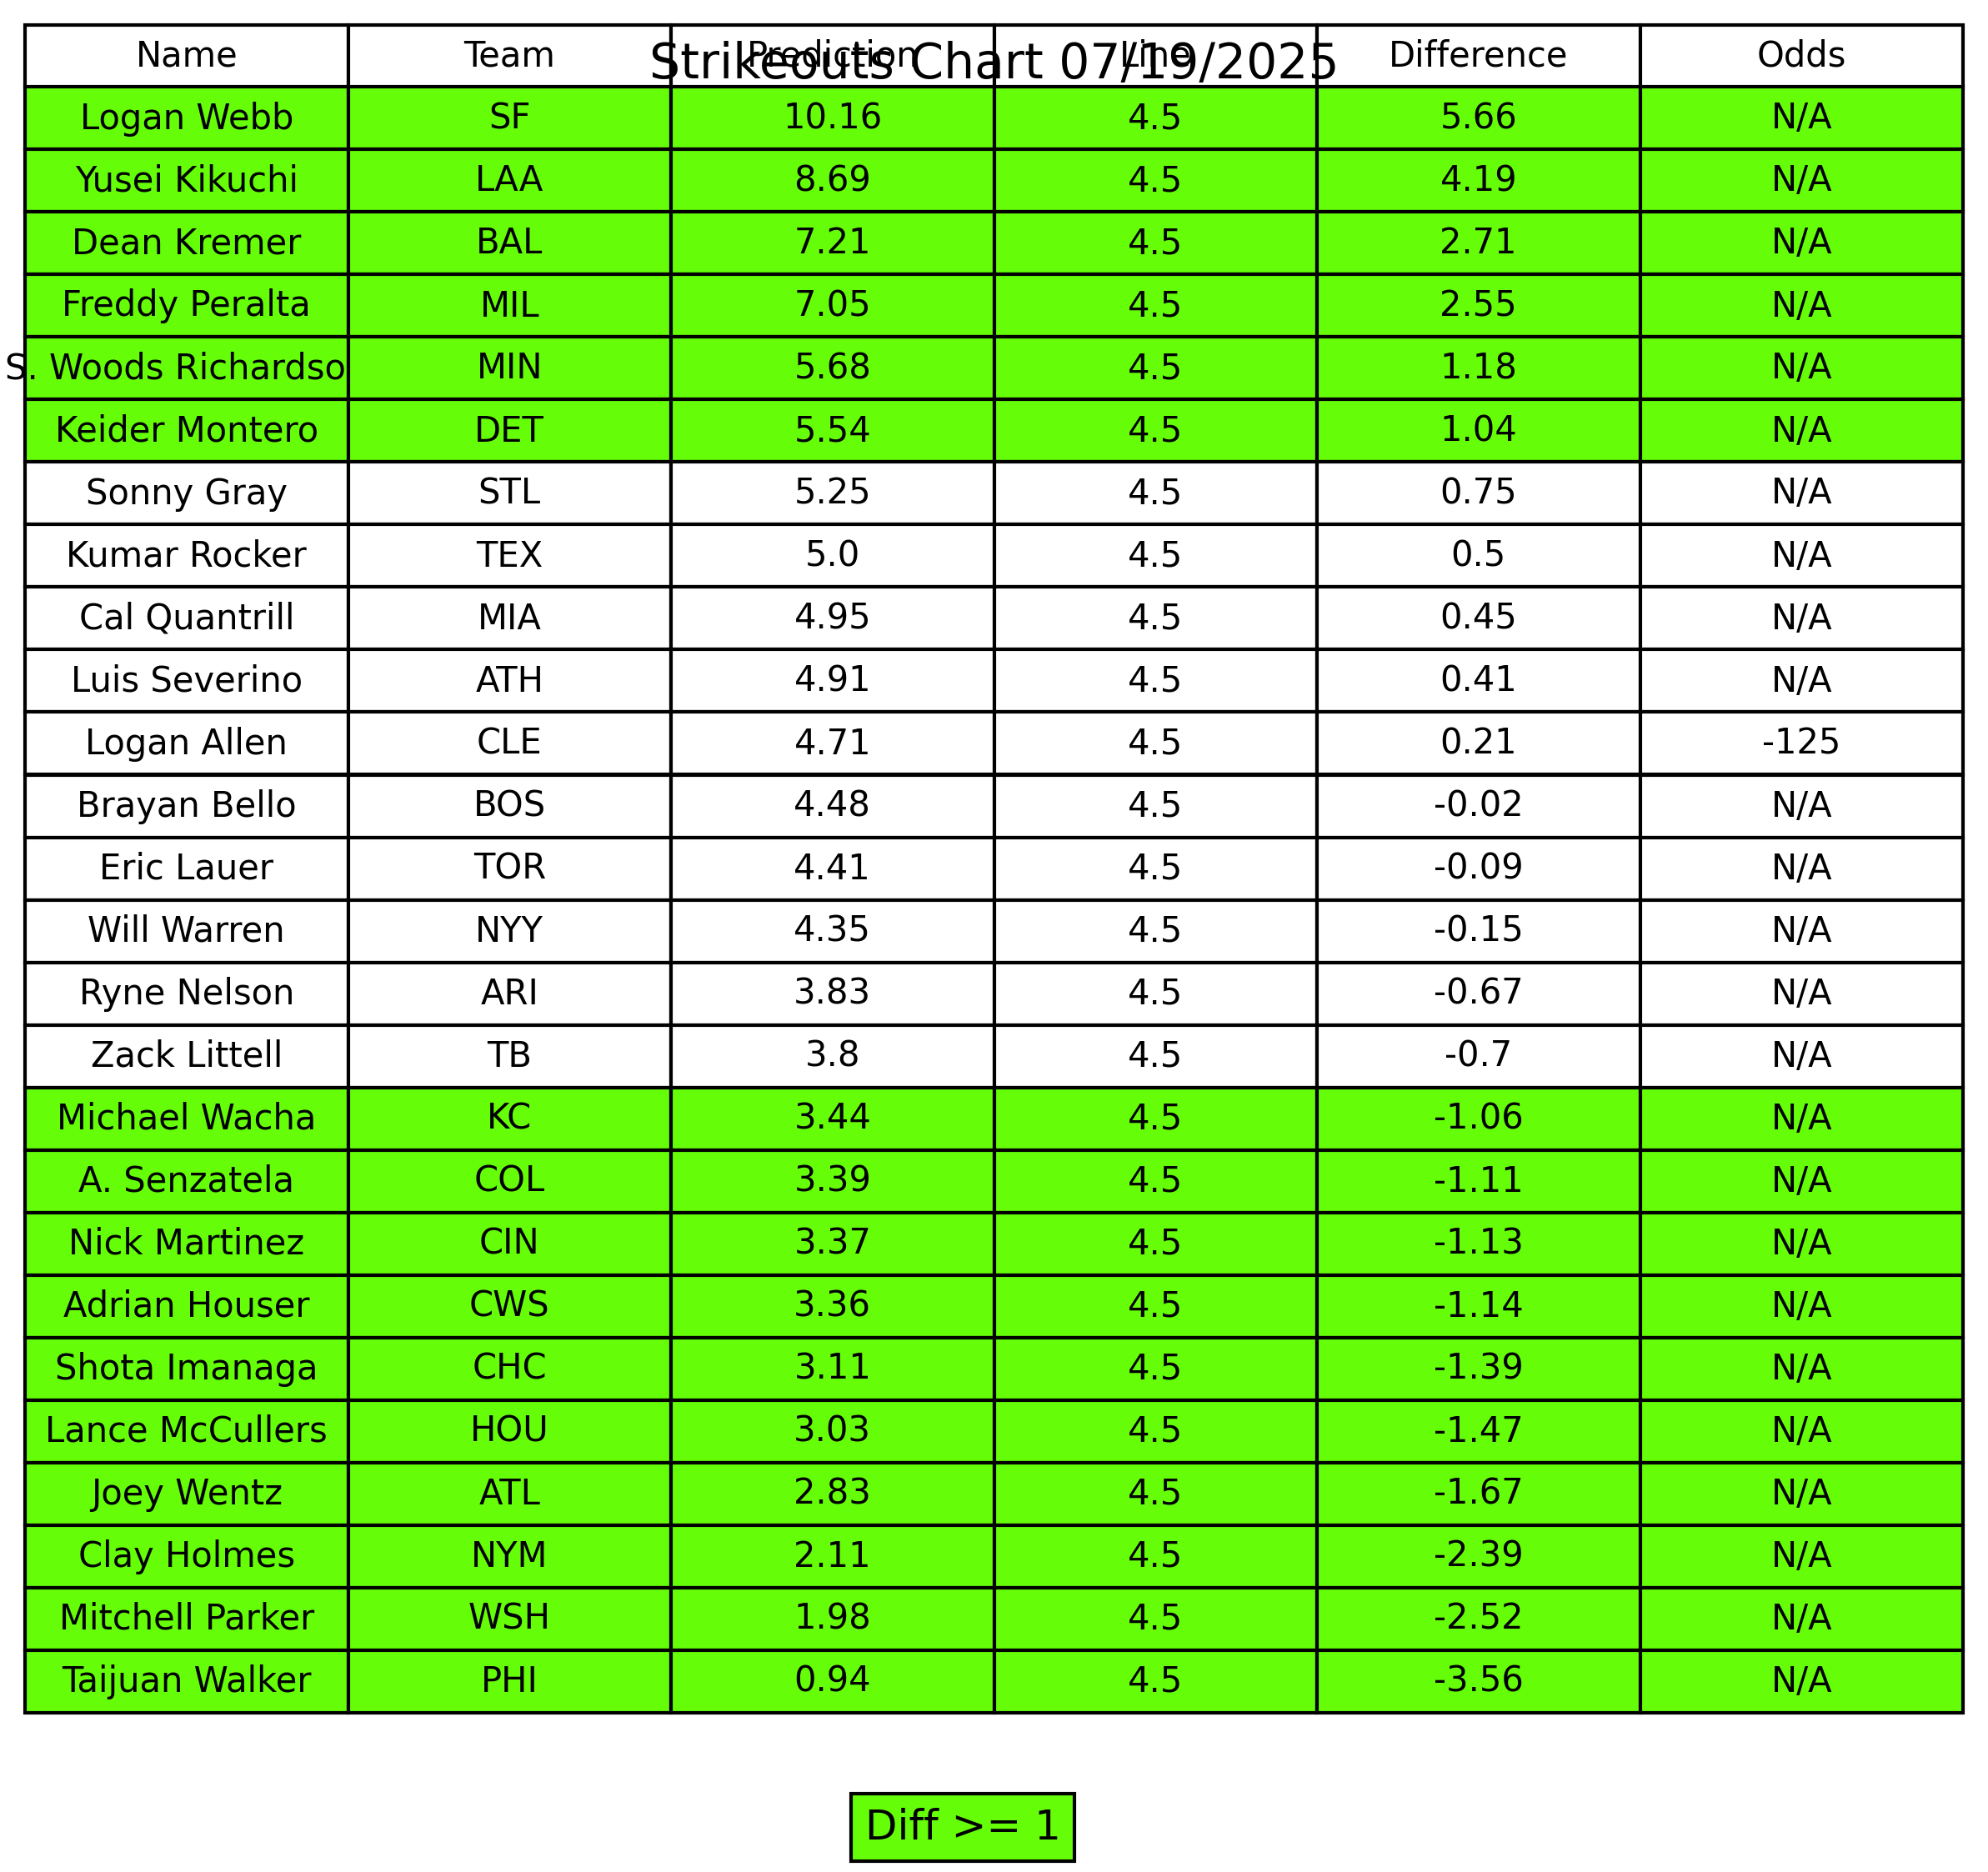 Strikeouts Chart 07/19/2025
Name Team Prediction Line Difference Odds
Logan Webb SF 10.16 4.5 5.66 N/A
Yusei Kikuchi LAA 8.69 4.5 4.19 N/A
Dean Kremer BAL 7.21 4.5 2.71 N/A
Freddy Peralta MIL 7.05 4.5 2.55 N/A
S. Woods Richardso MIN 5.68 4.5 1.18 N/A
Keider Montero DET 5.54 4.5 1.04 N/A
Sonny Gray STL 5.25 4.5 0.75 N/A
Kumar Rocker TEX 5.0 4.5 0.5 N/A
Cal Quantrill MIA 4.95 4.5 0.45 N/A
Luis Severino ATH 4.91 4.5 0.41 N/A
Logan Allen CLE 4.71 4.5 0.21 -125
Brayan Bello BOS 4.48 4.5 -0.02 N/A
Eric Lauer TOR 4.41 4.5 -0.09 N/A
Will Warren NYY 4.35 4.5 -0.15 N/A
Ryne Nelson ARI 3.83 4.5 -0.67 N/A
Zack Littell TB 3.8 4.5 -0.7 N/A
Michael Wacha KC 3.44 4.5 -1.06 N/A
A. Senzatela COL 3.39 4.5 -1.11 N/A
Nick Martinez CIN 3.37 4.5 -1.13 N/A
Adrian Houser CWS 3.36 4.5 -1.14 N/A
Shota Imanaga CHC 3.11 4.5 -1.39 N/A
Lance McCullers HOU 3.03 4.5 -1.47 N/A
Joey Wentz ATL 2.83 4.5 -1.67 N/A
Clay Holmes NYM 2.11 4.5 -2.39 N/A
Mitchell Parker WSH 1.98 4.5 -2.52 N/A
Taijuan Walker PHI 0.94 4.5 -3.56 N/A
Diff >= 1